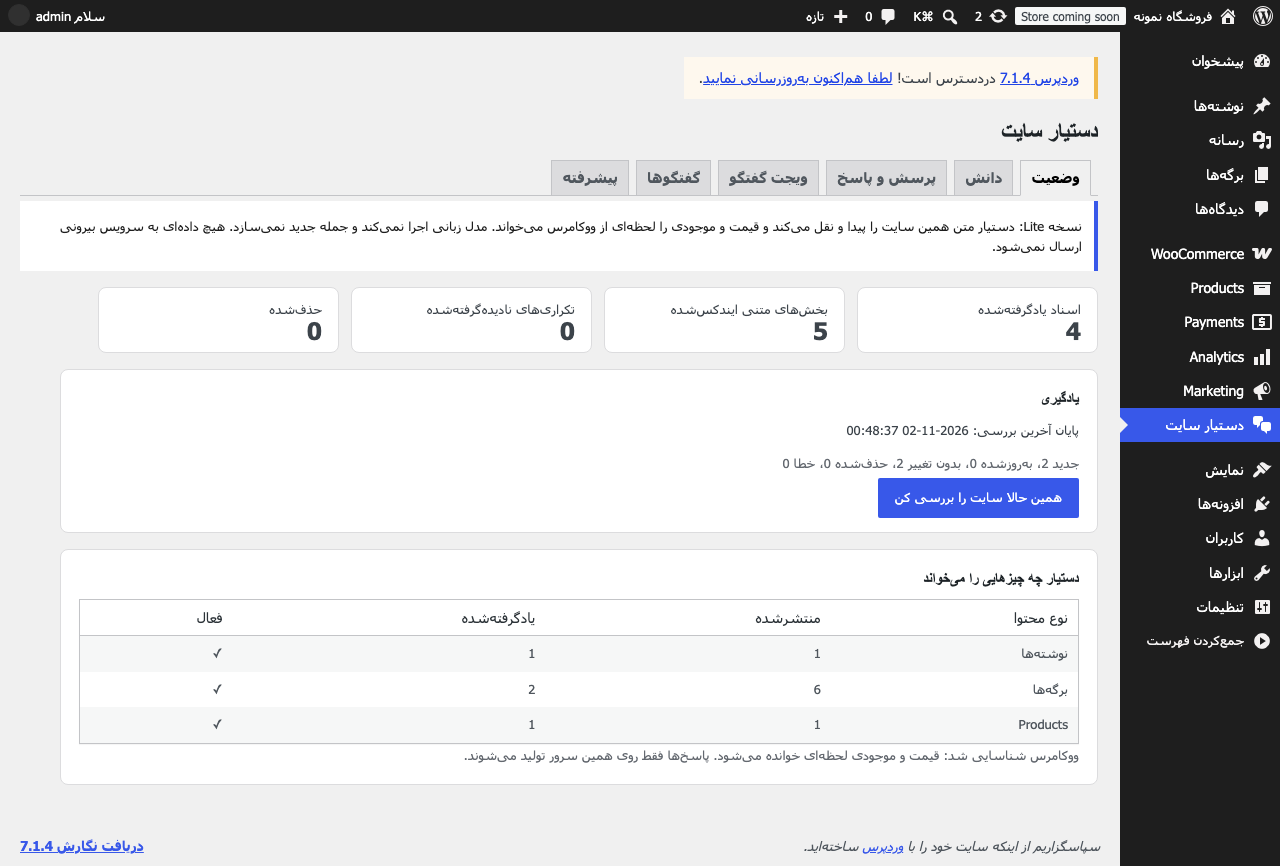 فروشگاه نمونه
Store coming soon
2
⌘K
0
تازه
سلام admin
پیشخوان
نوشته‌ها
رسانه
برگه‌ها
دیدگاه‌ها
WooCommerce
Products
Payments
Analytics
Marketing
دستیار سایت
نمایش
افزونه‌ها
کاربران
ابزارها
تنظیمات
جمع‌کردن فهرست
وردپرس 7.1.4 دردسترس است! لطفا هم‌اکنون به‌روزرسانی نمایید.
دستیار سایت
وضعیت
دانش
پرسش و پاسخ
ویجت گفتگو
گفتگوها
پیشرفته
نسخه Lite: دستیار متن همین سایت را پیدا و نقل می‌کند و قیمت و موجودی را لحظه‌ای از ووکامرس می‌خواند. مدل زبانی اجرا نمی‌کند و جمله جدید نمی‌سازد. هیچ داده‌ای به سرویس بیرونی
ارسال نمی‌شود.
اسناد یادگرفته‌شده
4
بخش‌های متنی ایندکس‌شده
5
تکراری‌های نادیده‌گرفته‌شده
0
حذف‌شده
0
یادگیری
پایان آخرین بررسی: 2026-11-02 00:48:37
جدید 2، به‌روزشده 0، بدون تغییر 2، حذف‌شده 0، خطا 0
همین حالا سایت را بررسی کن
دستیار چه چیزهایی را می‌خواند
نوع محتوا منتشرشده یادگرفته‌شده فعال
نوشته‌ها 1 1 ✓
برگه‌ها 6 2 ✓
Products 1 1 ✓
ووکامرس شناسایی شد: قیمت و موجودی لحظه‌ای خوانده می‌شود. پاسخ‌ها فقط روی همین سرور تولید می‌شوند.
سپاسگزاریم از اینکه سایت خود را با وردپرس ساخته‌اید.
دریافت نگارش 7.1.4